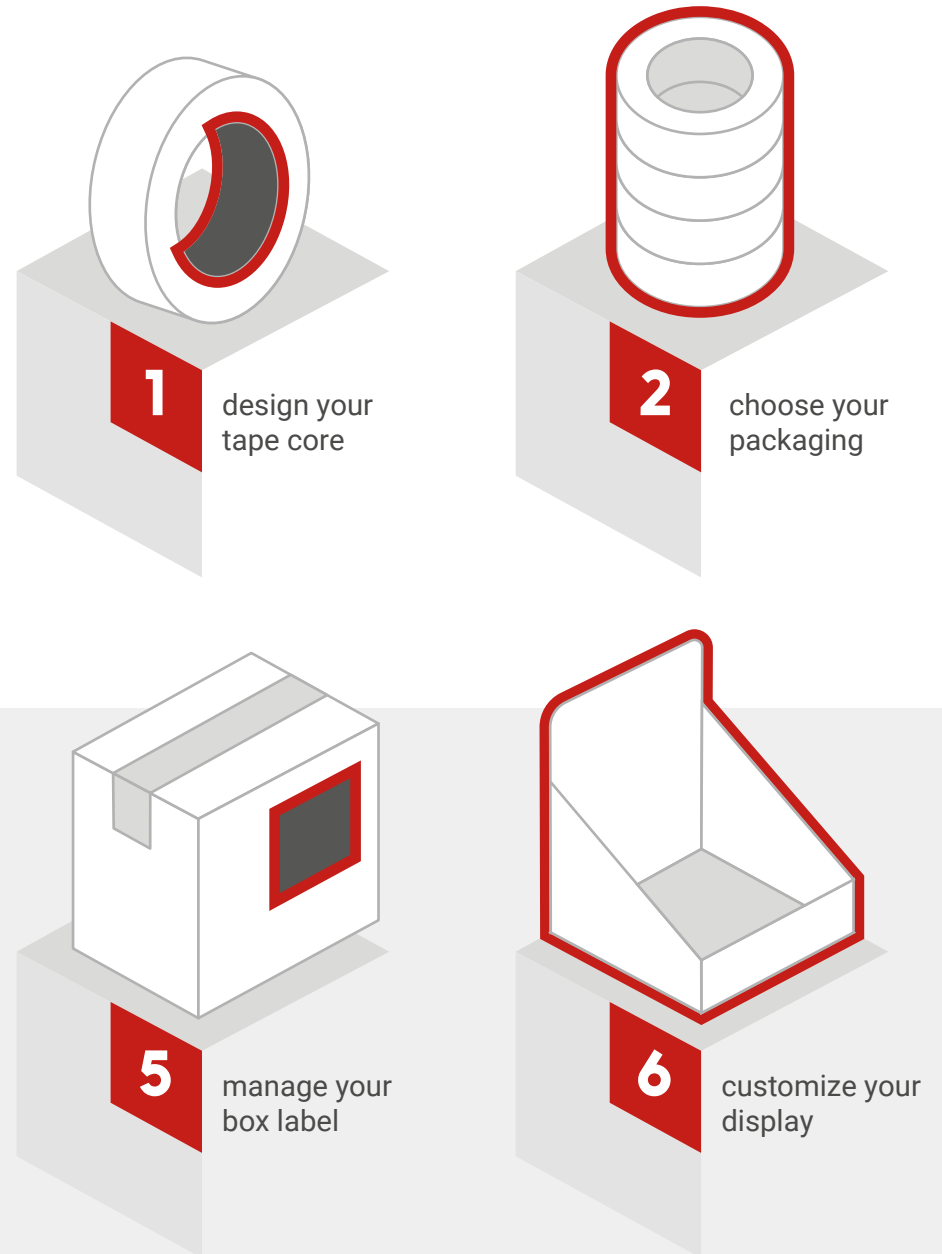 1
design your
tape core
2
choose your
packaging
5
manage your
box label
6
customize your
display